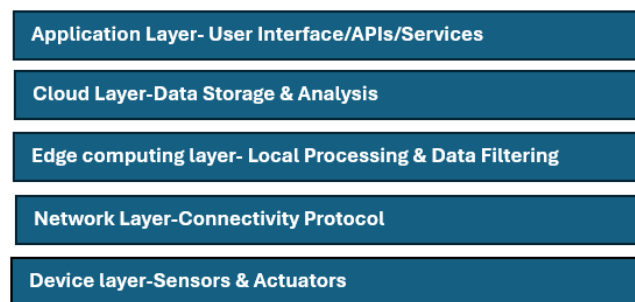 Application Layer- User Interface/APIs/Services
Cloud Layer-Data Storage & Analysis
Edge computing layer- Local Processing & Data Filtering
Network Layer-Connectivity Protocol
Device layer-Sensors & Actuators